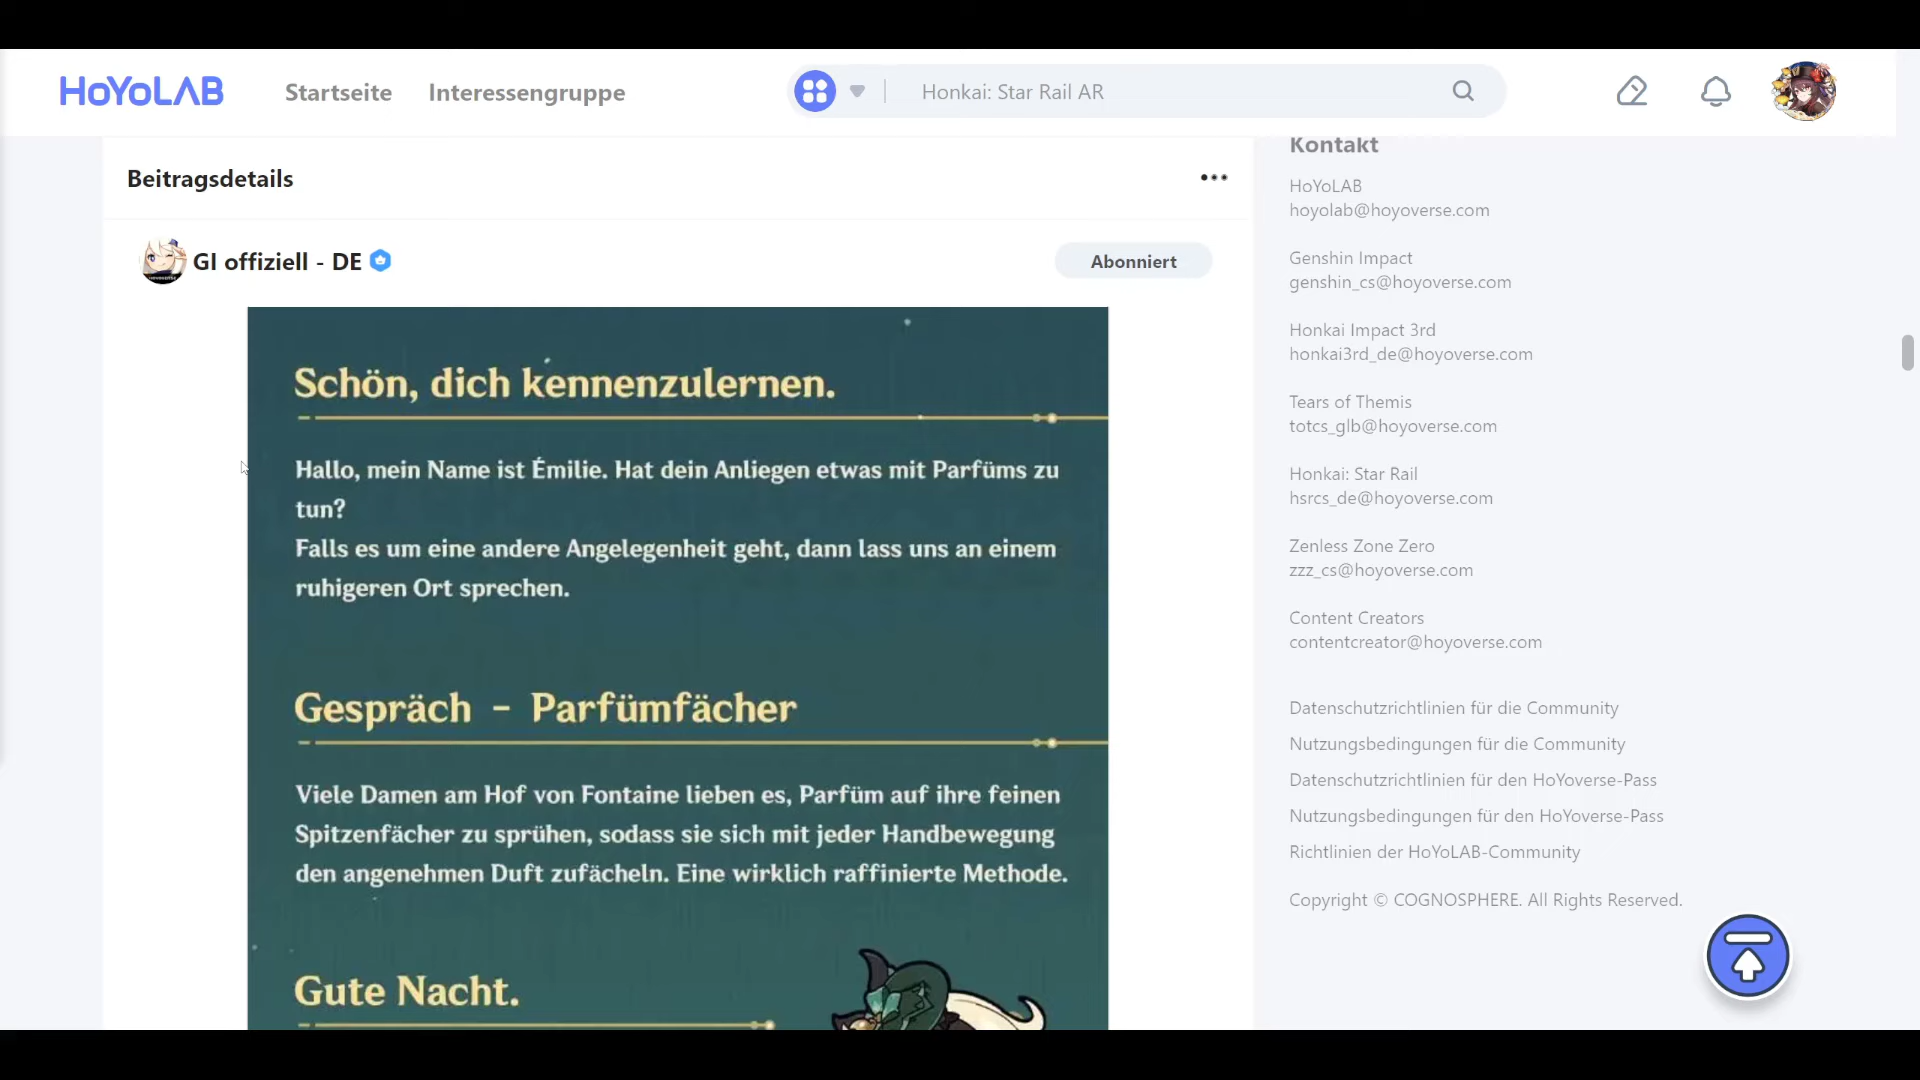 HoYoLAB
Startseite
Interessengruppe
Honkai: Star Rail AR
Beitragsdetails
GI offiziell - DE
Abonniert
Schön, dich kennenzulernen.
Hallo, mein Name ist Émilie. Hat dein Anliegen etwas mit Parfüms zu
tun?
Falls es um eine andere Angelegenheit geht, dann lass uns an einem
ruhigeren Ort sprechen.
Gespräch – Parfümfächer
Viele Damen am Hof von Fontaine lieben es, Parfüm auf ihre feinen
Spitzenfächer zu sprühen, sodass sie sich mit jeder Handbewegung
den angenehmen Duft zufächeln. Eine wirklich raffinierte Methode.
Gute Nacht.
Kontakt
HoYoLAB
hoyolab@hoyoverse.com
Genshin Impact
genshin_cs@hoyoverse.com
Honkai Impact 3rd
honkai3rd_de@hoyoverse.com
Tears of Themis
totcs_glb@hoyoverse.com
Honkai: Star Rail
hsrcs_de@hoyoverse.com
Zenless Zone Zero
zzz_cs@hoyoverse.com
Content Creators
contentcreator@hoyoverse.com
Datenschutzrichtlinien für die Community
Nutzungsbedingungen für die Community
Datenschutzrichtlinien für den HoYoverse-Pass
Nutzungsbedingungen für den HoYoverse-Pass
Richtlinien der HoYoLAB-Community
Copyright © COGNOSPHERE. All Rights Reserved.